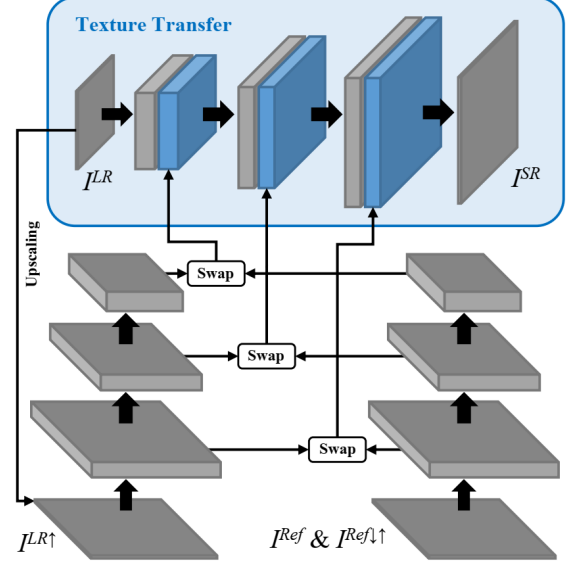 Texture Transfer
I^{LR}
I^{SR}
Upscaling
Swap
Swap
Swap
I^{LR↑}
I^{Ref} & I^{Ref↓↑}